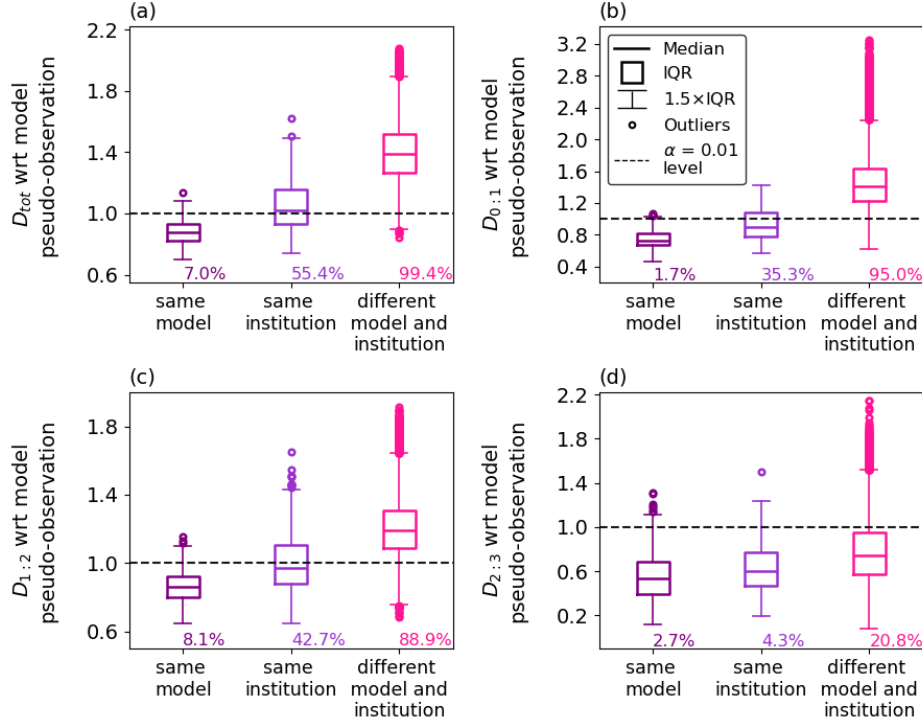 (a)
D_tot wrt model
pseudo-observation
2.2
1.8
1.4
1.0
0.6
7.0%
55.4%
99.4%
same
model
same
institution
different
model and
institution
(b)
D_0:1 wrt model
pseudo-observation
3.2
2.8
2.4
2.0
1.6
1.2
0.8
0.4
Median
IQR
1.5×IQR
Outliers
α = 0.01
level
1.7%
35.3%
95.0%
same
model
same
institution
different
model and
institution
(c)
D_1:2 wrt model
pseudo-observation
1.8
1.4
1.0
0.6
8.1%
42.7%
88.9%
same
model
same
institution
different
model and
institution
(d)
D_2:3 wrt model
pseudo-observation
2.2
1.8
1.4
1.0
0.6
0.2
2.7%
4.3%
20.8%
same
model
same
institution
different
model and
institution